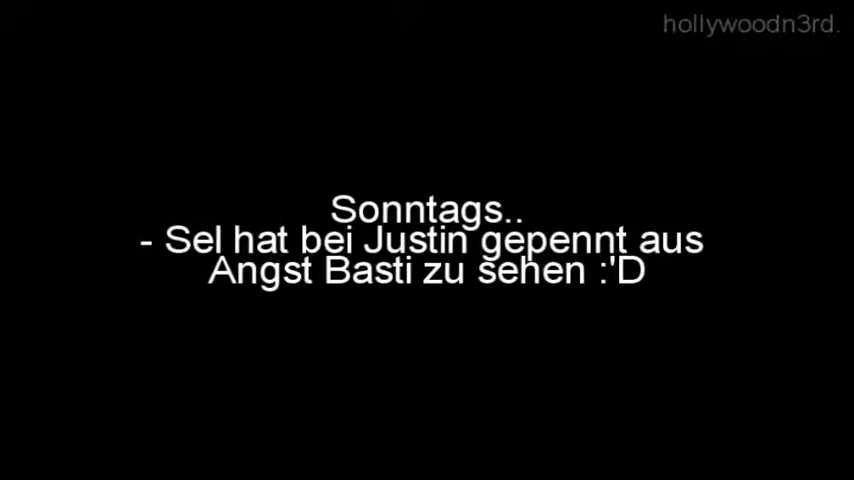 hollywoodn3rd.
Sonntags..
- Sel hat bei Justin gepennt aus
Angst Basti zu sehen :'D